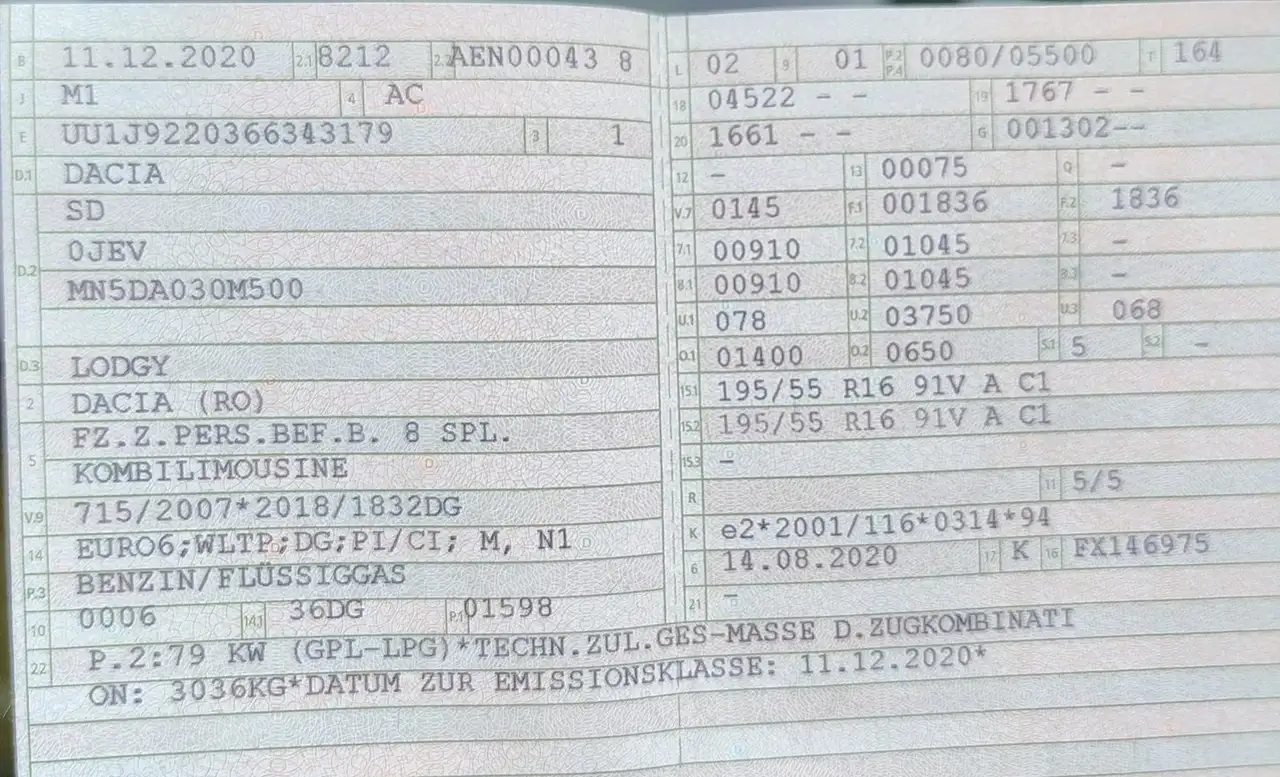 B 11.12.2020 2.1 8212 2.2 AEN00043 8
J M1 4 AC
E UU1J9220366343179 3 1
D.1 DACIA
D.2 SD
0JEV
MN5DA030M500
D.3 LODGY
2 DACIA (RO)
5 FZ.Z.PERS.BEF.B. 8 SPL.
KOMBILIMOUSINE
V.9 715/2007*2018/1832DG
14 EURO6;WLTP;DG;PI/CI; M, N1
P.3 BENZIN/FLÜSSIGGAS
10 0006 14.1 36DG P.1 01598
L 02 9 01 P.2 P.4 0080/05500 T 164
18 04522 - - 19 1767 - -
20 1661 - - G 001302--
12 - 13 00075 Q -
V.7 0145 F.1 001836 F.2 1836
7.1 00910 7.2 01045 7.3 -
8.1 00910 8.2 01045 8.3 -
U.1 078 U.2 03750 U.3 068
O.1 01400 O.2 0650 S.1 5 S.2 -
15.1 195/55 R16 91V A C1
15.2 195/55 R16 91V A C1
15.3 -
R 11 5/5
K e2*2001/116*0314*94
6 14.08.2020 17 K 16 FX146975
21 -
22 P.2:79 KW (GPL-LPG)*TECHN.ZUL.GES-MASSE D.ZUGKOMBINATI
ON: 3036KG*DATUM ZUR EMISSIONSKLASSE: 11.12.2020*